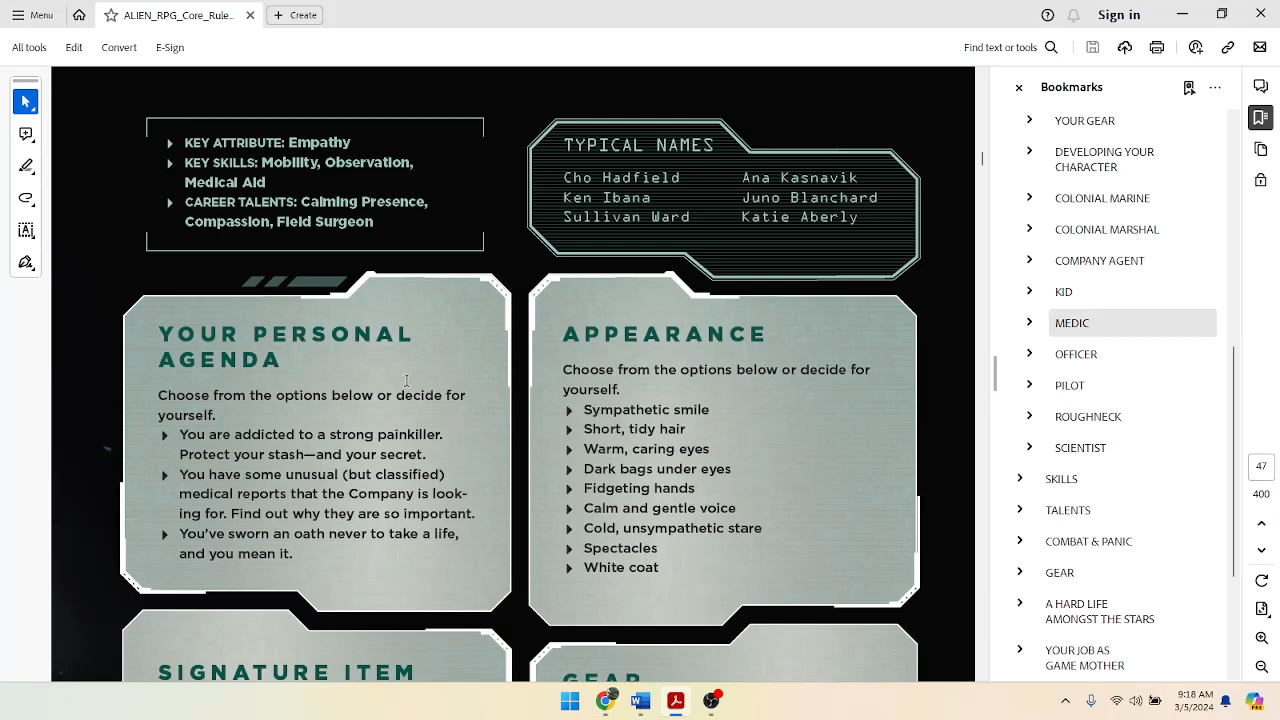 Menu
ALIEN_RPG_Core_Rule...
Create
Sign in
All tools
Edit
Convert
E-Sign
Find text or tools
KEY ATTRIBUTE: Empathy
KEY SKILLS: Mobility, Observation,
Medical Aid
CAREER TALENTS: Calming Presence,
Compassion, Field Surgeon
TYPICAL NAMES
Cho Hadfield
Ken Ibana
Sullivan Ward
Ana Kasnavik
Juno Blanchard
Katie Aberly
YOUR PERSONAL
AGENDA
Choose from the options below or decide for
yourself.
You are addicted to a strong painkiller.
Protect your stash—and your secret.
You have some unusual (but classified)
medical reports that the Company is look-
ing for. Find out why they are so important.
You've sworn an oath never to take a life,
and you mean it.
APPEARANCE
Choose from the options below or decide for
yourself.
Sympathetic smile
Short, tidy hair
Warm, caring eyes
Dark bags under eyes
Fidgeting hands
Calm and gentle voice
Cold, unsympathetic stare
Spectacles
White coat
SIGNATURE ITEM
GEAR
Bookmarks
YOUR GEAR
DEVELOPING YOUR
CHARACTER
COLONIAL MARINE
COLONIAL MARSHAL
COMPANY AGENT
KID
MEDIC
OFFICER
PILOT
ROUGHNECK
SCIENTIST
SKILLS
TALENTS
COMBAT & PANIC
GEAR
A HARD LIFE
AMONGST THE STARS
YOUR JOB AS
GAME MOTHER
47
400
9:18 AM
3/5/2024